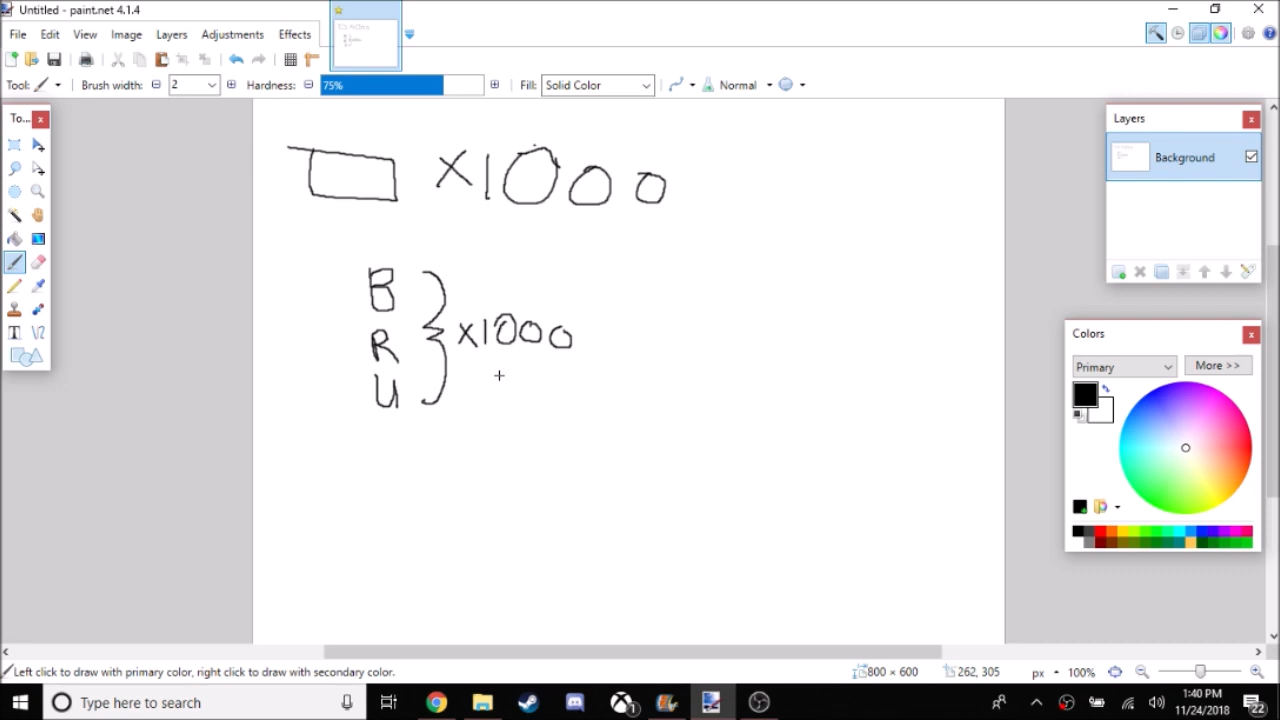 Untitled - paint.net 4.1.4
File Edit View Image Layers Adjustments Effects
Tool: Brush width: 2 Hardness: 75% Fill: Solid Color Normal
To...
X1000
B
R
X1000
U
Layers
Background
Colors
Primary More >>
Left click to draw with primary color, right click to draw with secondary color. 800 × 600 262, 305 px 100%
Type here to search 1 1:40 PM
11/24/2018 22